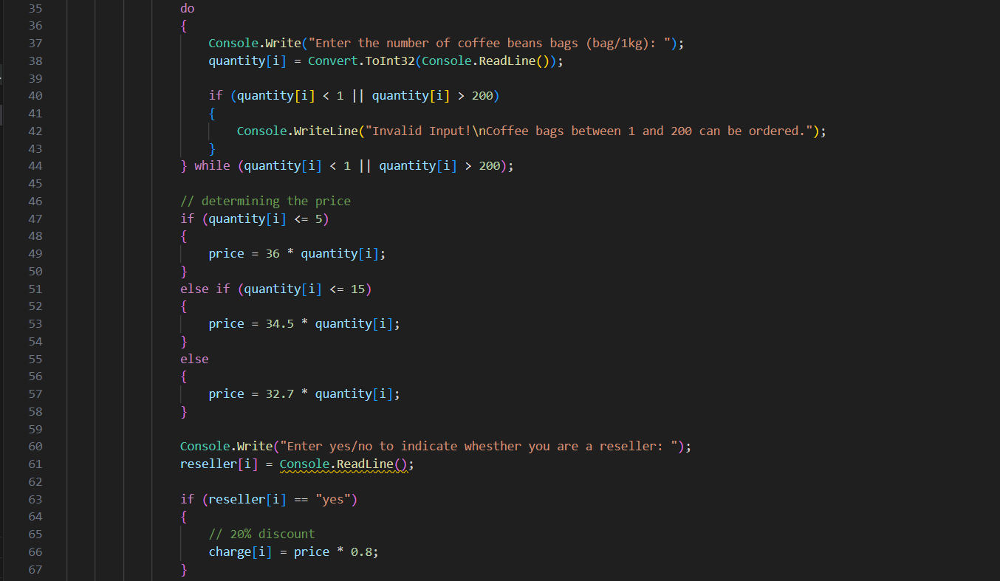 35 do
36 {
37 Console.Write("Enter the number of coffee beans bags (bag/1kg): ");
38 quantity[i] = Convert.ToInt32(Console.ReadLine());
39
40 if (quantity[i] < 1 || quantity[i] > 200)
41 {
42 Console.WriteLine("Invalid Input!\nCoffee bags between 1 and 200 can be ordered.");
43 }
44 } while (quantity[i] < 1 || quantity[i] > 200);
45
46 // determining the price
47 if (quantity[i] <= 5)
48 {
49 price = 36 * quantity[i];
50 }
51 else if (quantity[i] <= 15)
52 {
53 price = 34.5 * quantity[i];
54 }
55 else
56 {
57 price = 32.7 * quantity[i];
58 }
59
60 Console.Write("Enter yes/no to indicate whesther you are a reseller: ");
61 reseller[i] = Console.ReadLine();
62
63 if (reseller[i] == "yes")
64 {
65 // 20% discount
66 charge[i] = price * 0.8;
67 }